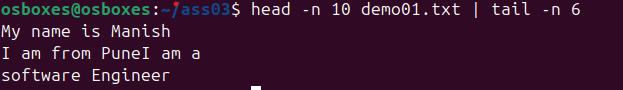 osboxes@osboxes:~/ass03$ head -n 10 demo01.txt | tail -n 6
My name is Manish
I am from PuneI am a
software Engineer